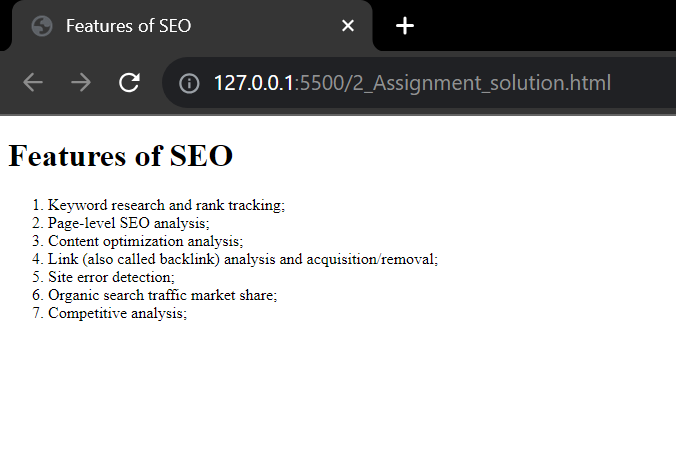 Features of SEO
127.0.0.1:5500/2_Assignment_solution.html
Features of SEO
1. Keyword research and rank tracking;
2. Page-level SEO analysis;
3. Content optimization analysis;
4. Link (also called backlink) analysis and acquisition/removal;
5. Site error detection;
6. Organic search traffic market share;
7. Competitive analysis;